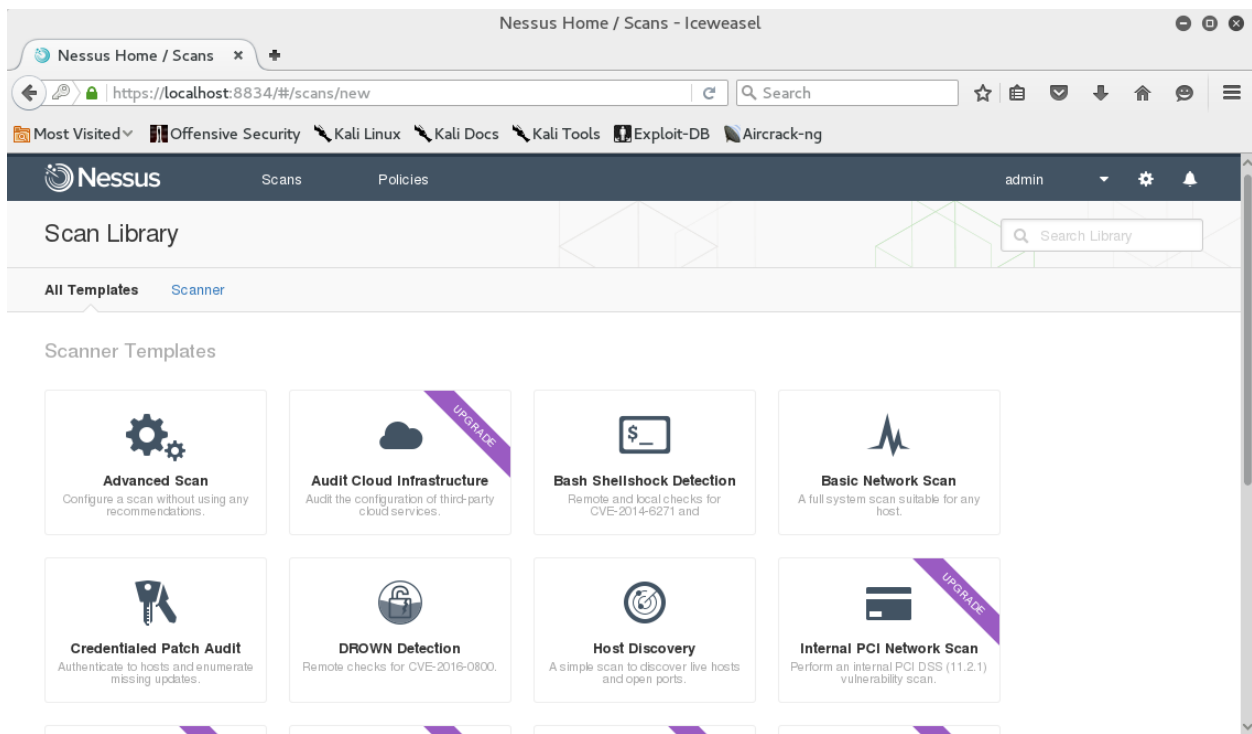 Nessus Home / Scans - Iceweasel
Nessus Home / Scans
https://localhost:8834/#/scans/new
Search
Most Visited
Offensive Security
Kali Linux
Kali Docs
Kali Tools
Exploit-DB
Aircrack-ng
Nessus
Scans
Policies
admin
Scan Library
Search Library
All Templates
Scanner
Scanner Templates
UPGRADE
$_
Advanced Scan
Configure a scan without using any
recommendations.
Audit Cloud Infrastructure
Audit the configuration of third-party
cloud services.
Bash Shellshock Detection
Remote and local checks for
CVE-2014-6271 and
Basic Network Scan
A full system scan suitable for any
host.
UPGRADE
Credentialed Patch Audit
Authenticate to hosts and enumerate
missing updates.
DROWN Detection
Remote checks for CVE-2016-0800.
Host Discovery
A simple scan to discover live hosts
and open ports.
Internal PCI Network Scan
Perform an internal PCI DSS (11.2.1)
vulnerability scan.